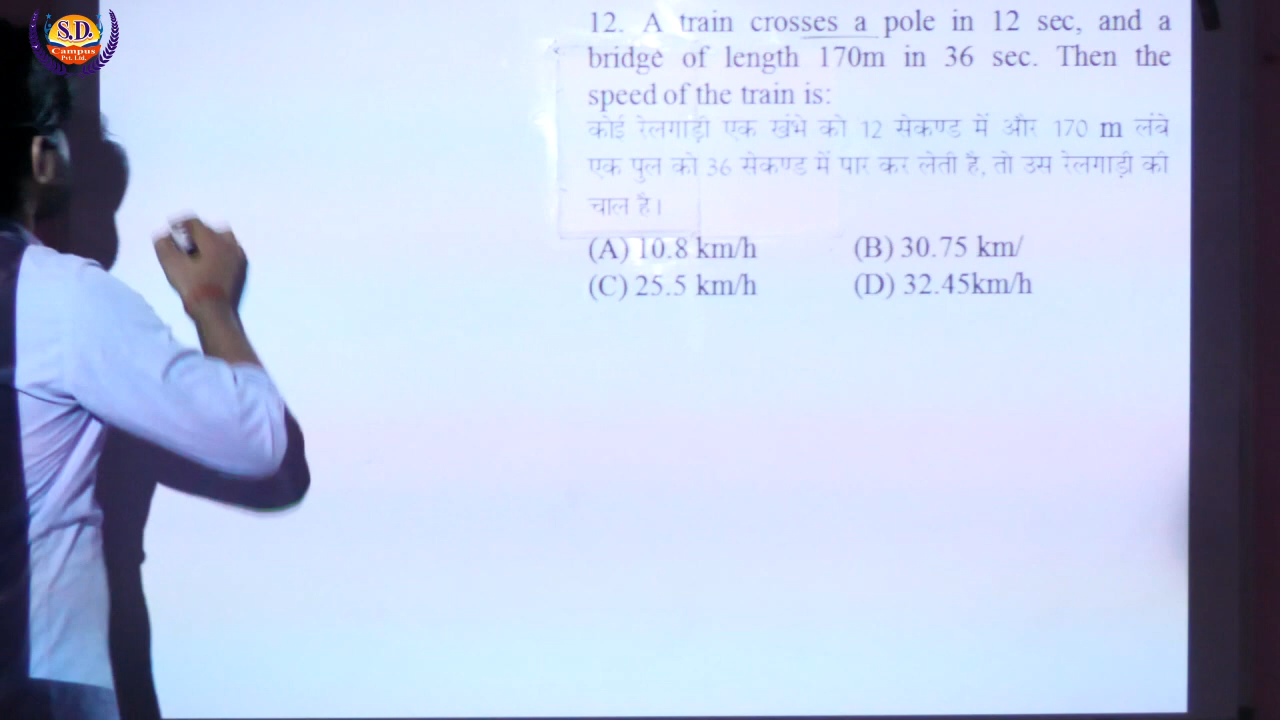 S.D.
Campus
Pvt. Ltd.
12. A train crosses a pole in 12 sec, and a
bridge of length 170m in 36 sec. Then the
speed of the train is:
कोई रेलगाड़ी एक खंभे को 12 सेकण्ड में और 170 m लंबे
एक पुल को 36 सेकण्ड में पार कर लेती है, तो उस रेलगाड़ी की
चाल है।
(A) 10.8 km/h (B) 30.75 km/
(C) 25.5 km/h (D) 32.45km/h